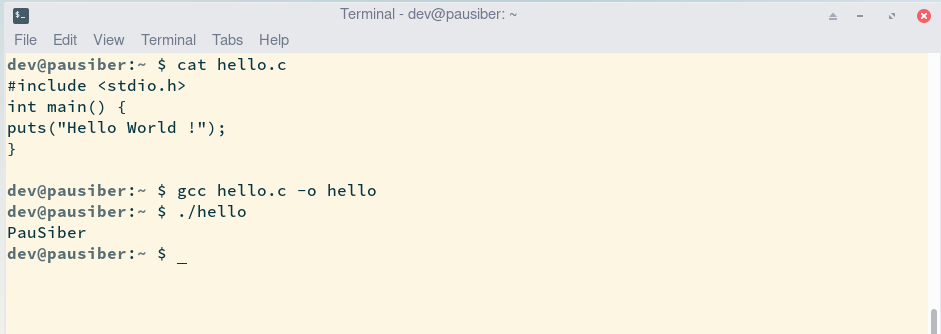 Terminal - dev@pausiber: ~
File Edit View Terminal Tabs Help
dev@pausiber:~ $ cat hello.c
#include <stdio.h>
int main() {
puts("Hello World !");
}
dev@pausiber:~ $ gcc hello.c -o hello
dev@pausiber:~ $ ./hello
PauSiber
dev@pausiber:~ $ _